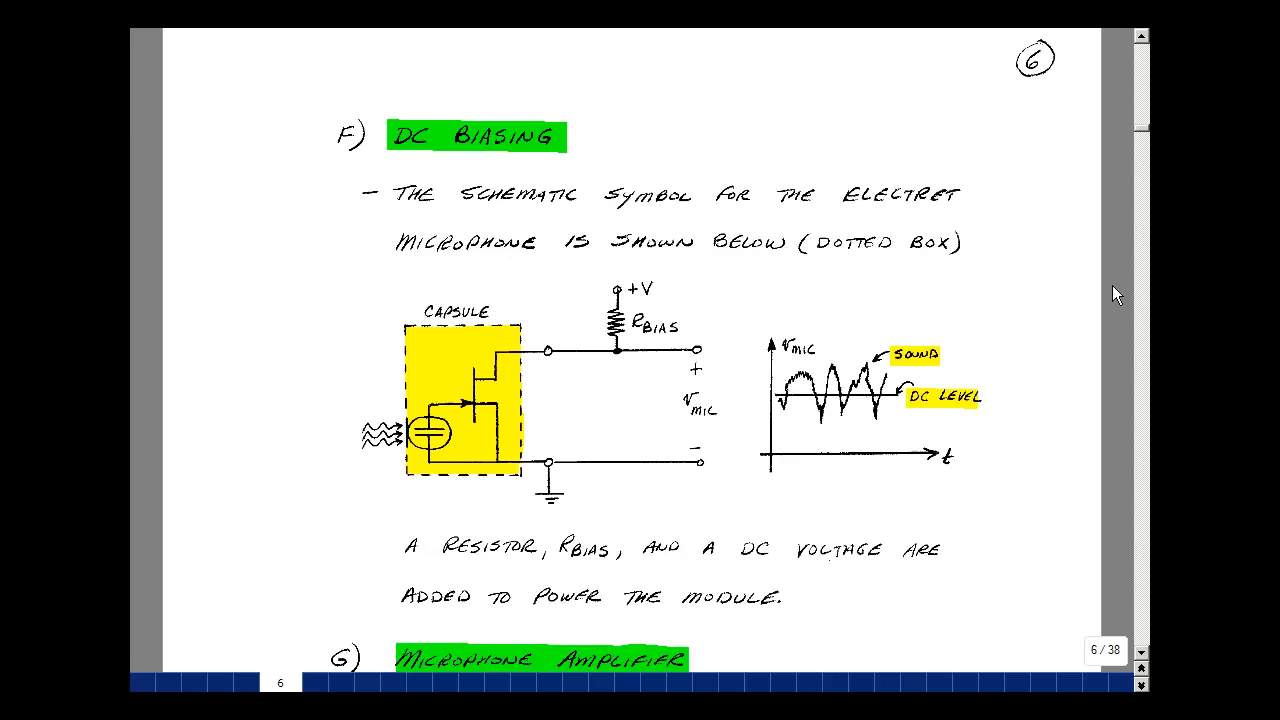 6
F) DC BIASING
- THE SCHEMATIC SYMBOL FOR THE ELECTRET
MICROPHONE IS SHOWN BELOW (DOTTED BOX)
+V
CAPSULE
RBIAS
+
vMIC
-
vMIC
SOUND
DC LEVEL
t
A RESISTOR, RBIAS, AND A DC VOLTAGE ARE
ADDED TO POWER THE MODULE.
G) MICROPHONE AMPLIFIER
6 / 38
6